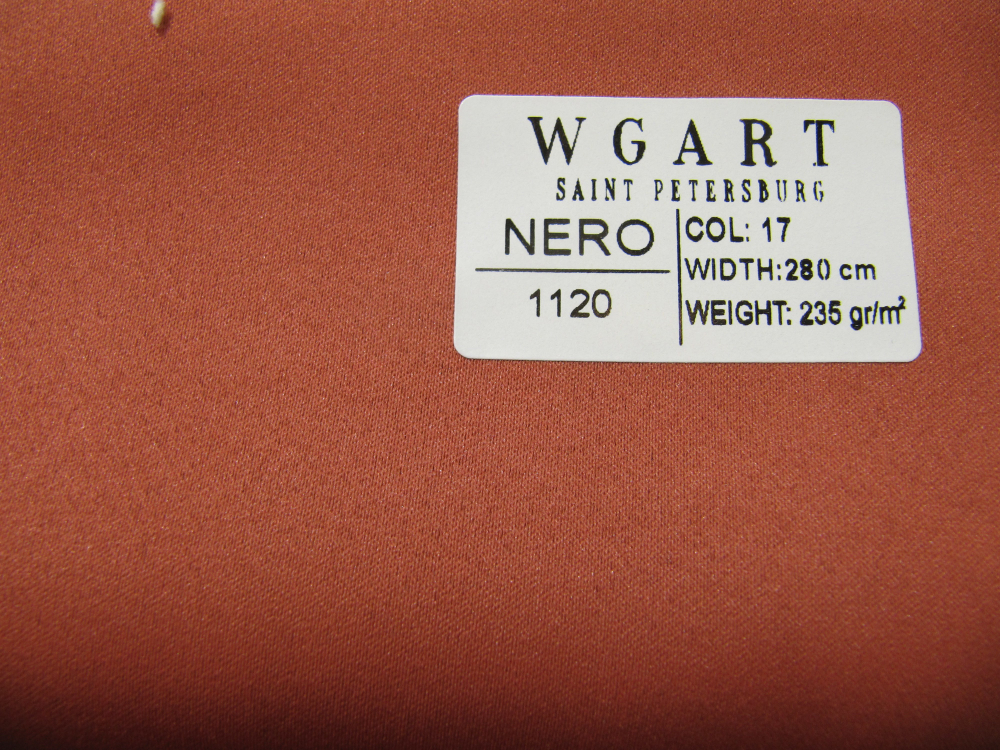 WGART
SAINT PETERSBURG
NERO
1120
COL: 17
WIDTH:280 cm
WEIGHT: 235 gr/m²